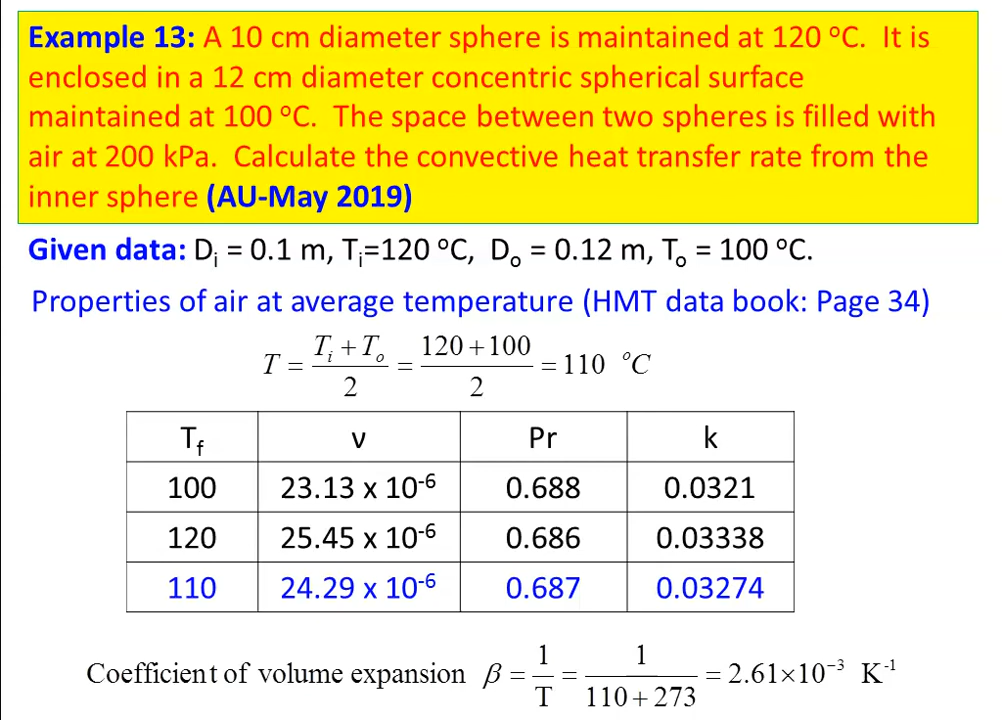 Example 13: A 10 cm diameter sphere is maintained at 120 °C. It is
enclosed in a 12 cm diameter concentric spherical surface
maintained at 100 °C. The space between two spheres is filled with
air at 200 kPa. Calculate the convective heat transfer rate from the
inner sphere (AU-May 2019)
Given data: Dᵢ = 0.1 m, Tᵢ=120 °C, Dₒ = 0.12 m, Tₒ = 100 °C.
Properties of air at average temperature (HMT data book: Page 34)
T = (Tᵢ + Tₒ)/2 = (120 + 100)/2 = 110 °C
T_f ν Pr k
100 23.13 x 10⁻⁶ 0.688 0.0321
120 25.45 x 10⁻⁶ 0.686 0.03338
110 24.29 x 10⁻⁶ 0.687 0.03274
Coefficient of volume expansion β = 1/T = 1/(110 + 273) = 2.61×10⁻³ K⁻¹